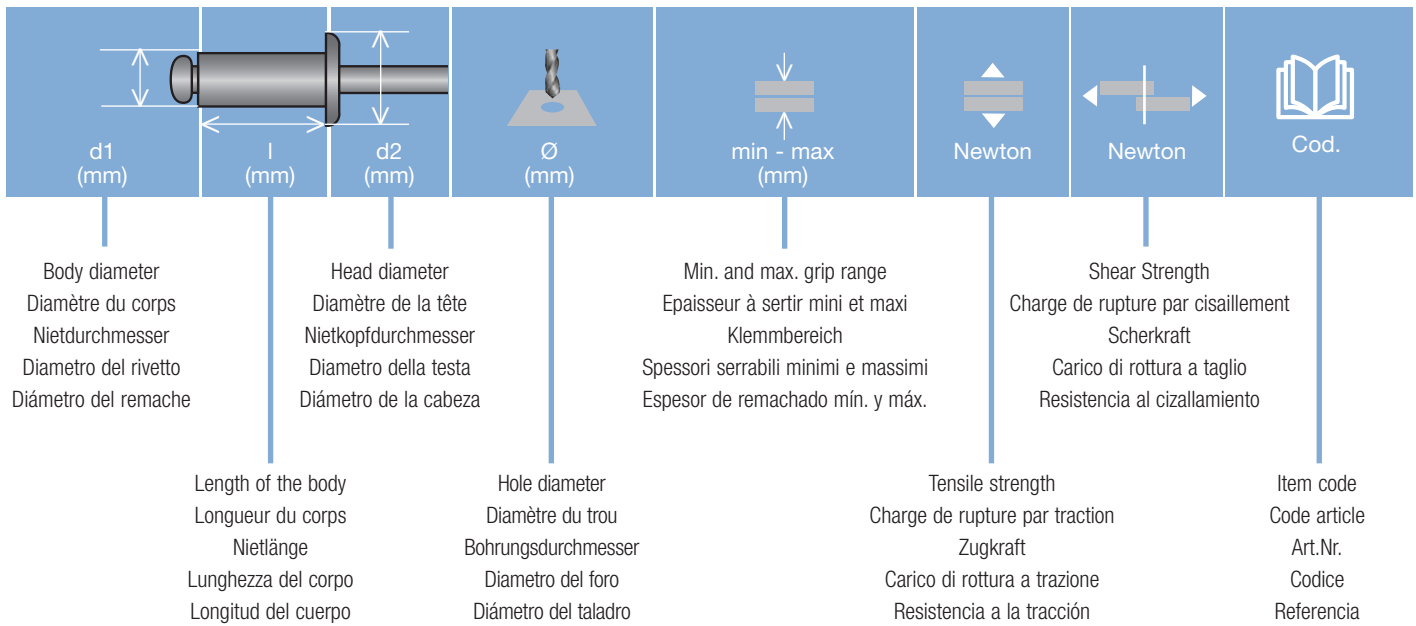 d1
(mm)
l
(mm)
d2
(mm)
Ø
(mm)
min - max
(mm)
Newton
Newton
Cod.
Body diameter
Diamètre du corps
Nietdurchmesser
Diametro del rivetto
Diámetro del remache
Head diameter
Diamètre de la tête
Nietkopfdurchmesser
Diametro della testa
Diámetro de la cabeza
Min. and max. grip range
Epaisseur à sertir mini et maxi
Klemmbereich
Spessori serrabili minimi e massimi
Espesor de remachado mín. y máx.
Shear Strength
Charge de rupture par cisaillement
Scherkraft
Carico di rottura a taglio
Resistencia al cizallamiento
Length of the body
Longueur du corps
Nietlänge
Lunghezza del corpo
Longitud del cuerpo
Hole diameter
Diamètre du trou
Bohrungsdurchmesser
Diametro del foro
Diámetro del taladro
Tensile strength
Charge de rupture par traction
Zugkraft
Carico di rottura a trazione
Resistencia a la tracción
Item code
Code article
Art.Nr.
Codice
Referencia